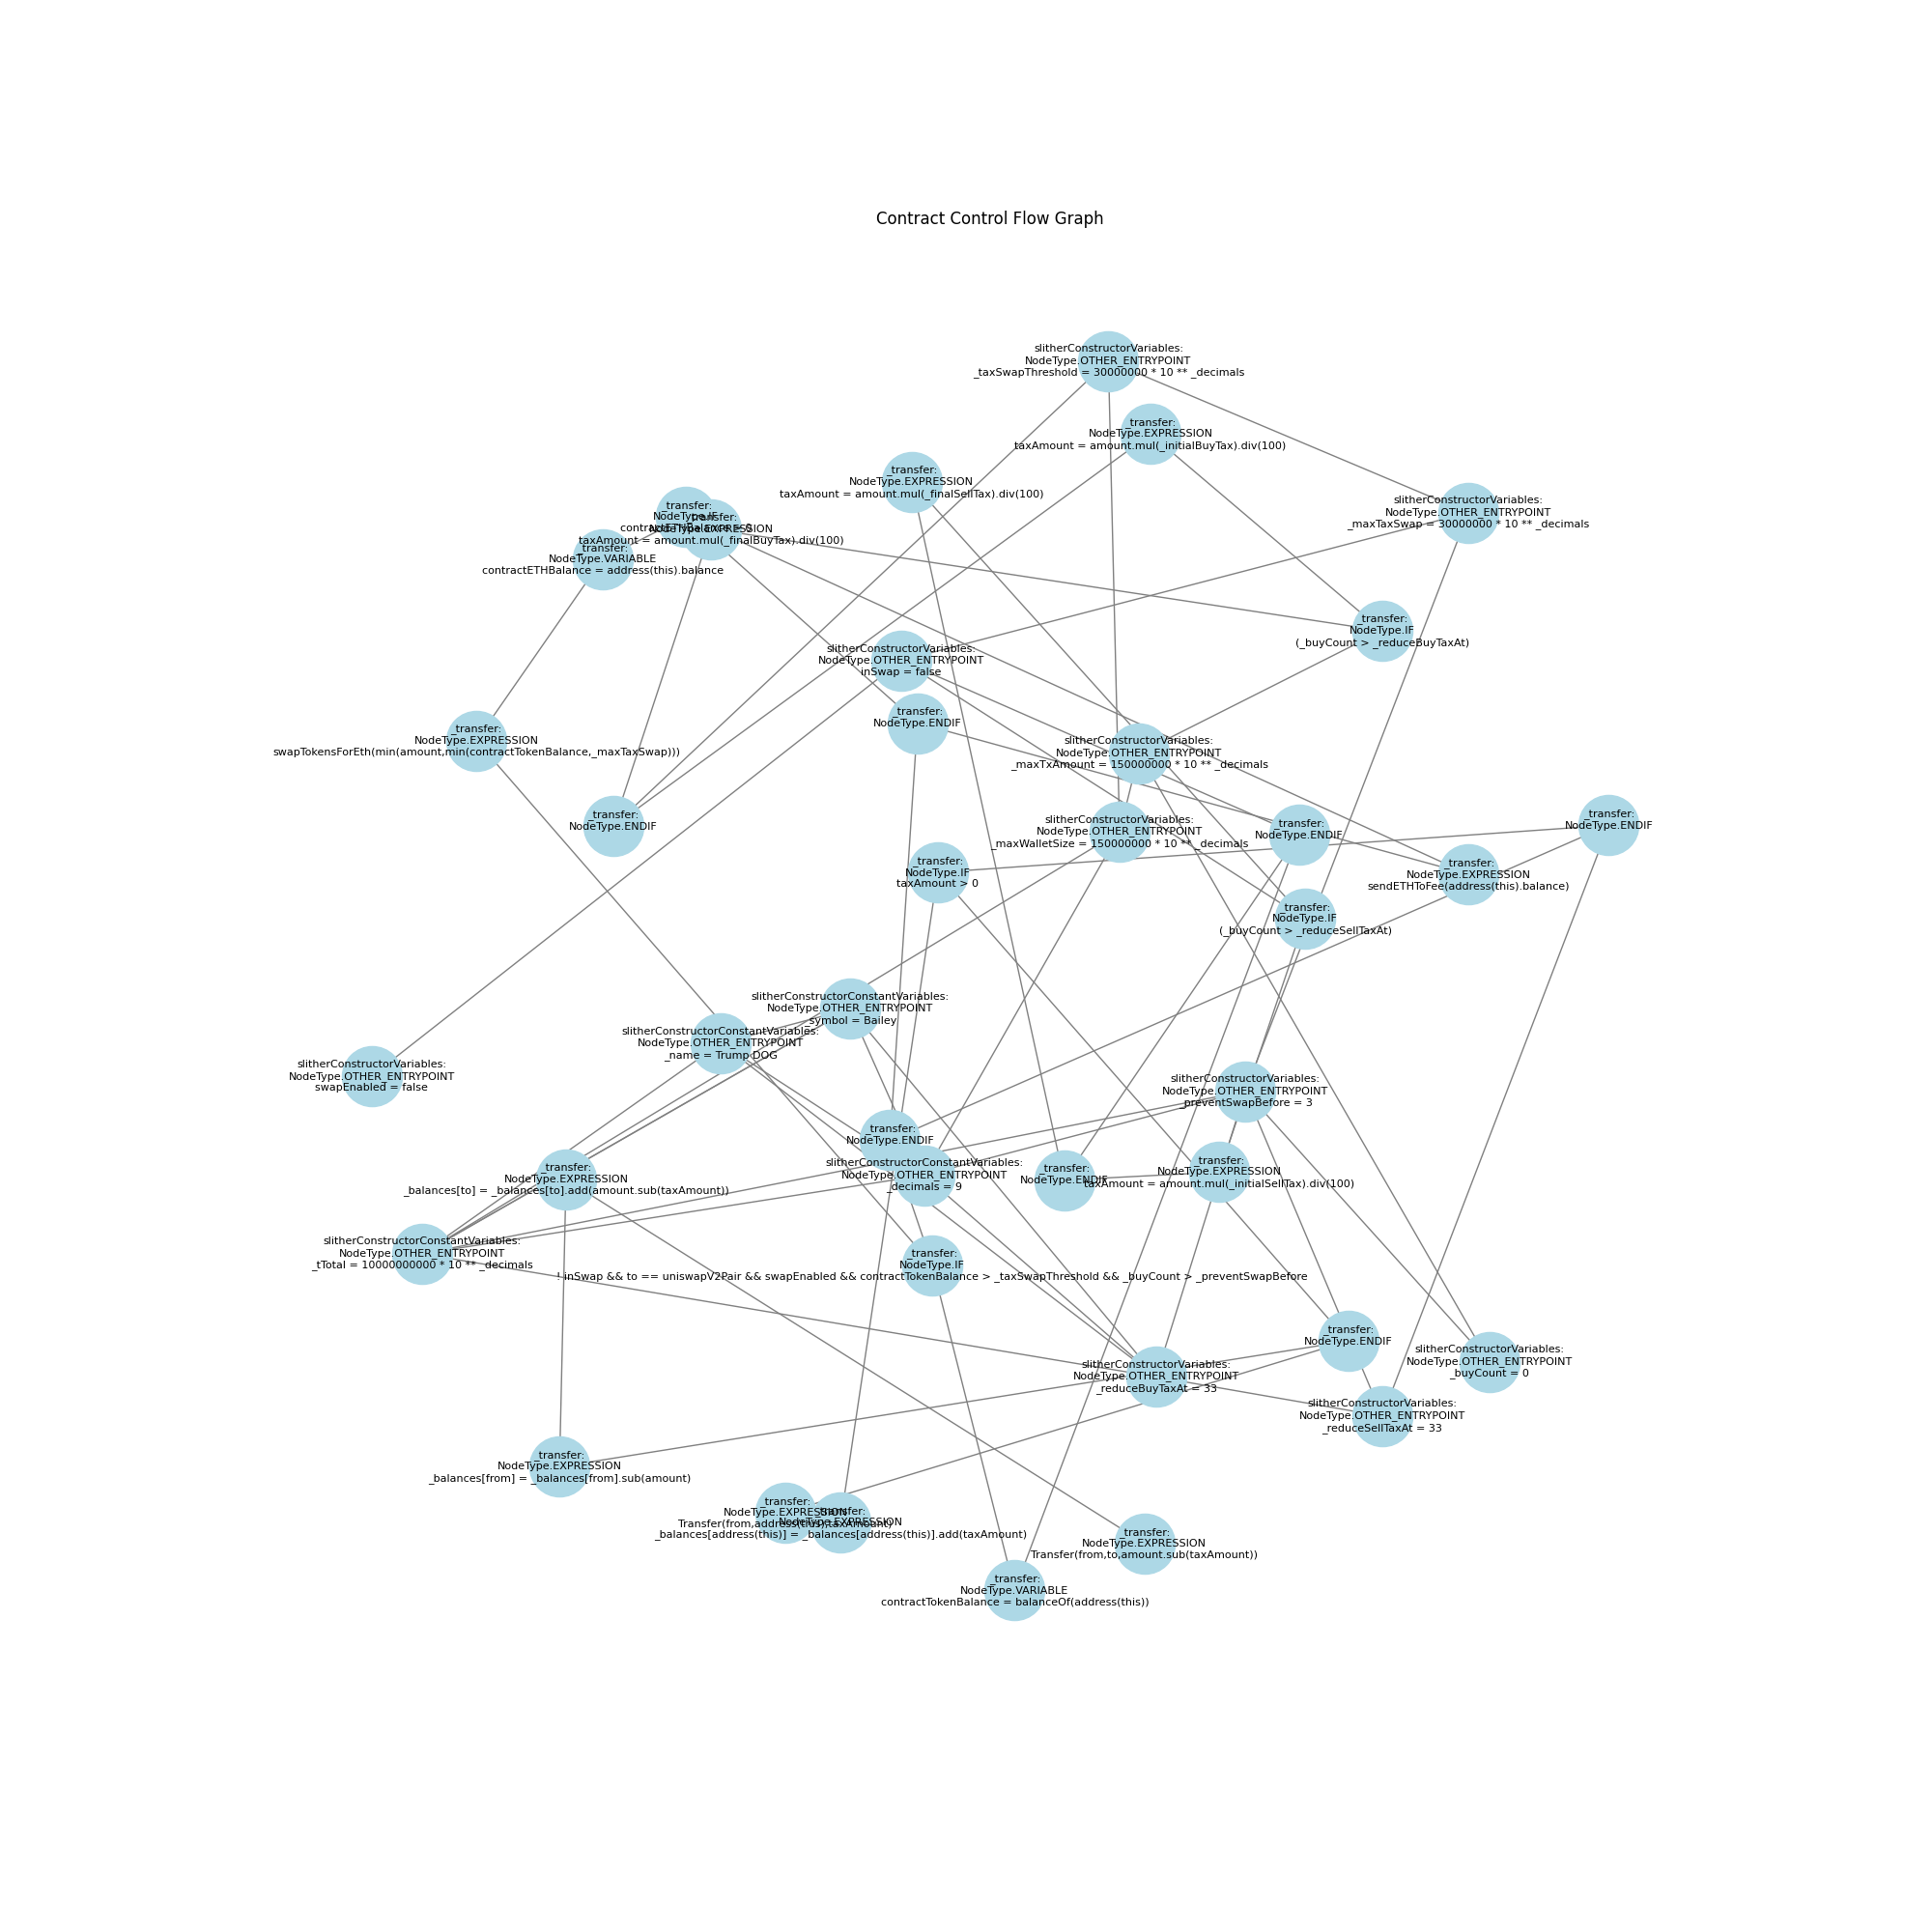 Contract Control Flow Graph
slitherConstructorVariables:
NodeType.OTHER_ENTRYPOINT
_taxSwapThreshold = 30000000 * 10 ** _decimals
_transfer:
NodeType.EXPRESSION
taxAmount = amount.mul(_initialBuyTax).div(100)
_transfer:
NodeType.EXPRESSION
taxAmount = amount.mul(_finalSellTax).div(100)
slitherConstructorVariables:
NodeType.OTHER_ENTRYPOINT
_maxTaxSwap = 30000000 * 10 ** _decimals
_transfer:
NodeType.IF
contractETHBalance > 0
_transfer:
NodeType.EXPRESSION
taxAmount = amount.mul(_finalBuyTax).div(100)
_transfer:
NodeType.VARIABLE
contractETHBalance = address(this).balance
_transfer:
NodeType.IF
(_buyCount > _reduceBuyTaxAt)
slitherConstructorVariables:
NodeType.OTHER_ENTRYPOINT
inSwap = false
_transfer:
NodeType.ENDIF
_transfer:
NodeType.EXPRESSION
swapTokensForEth(min(amount,min(contractTokenBalance,_maxTaxSwap)))
slitherConstructorVariables:
NodeType.OTHER_ENTRYPOINT
_maxTxAmount = 150000000 * 10 ** _decimals
_transfer:
NodeType.ENDIF
slitherConstructorVariables:
NodeType.OTHER_ENTRYPOINT
_maxWalletSize = 150000000 * 10 ** _decimals
_transfer:
NodeType.ENDIF
_transfer:
NodeType.ENDIF
_transfer:
NodeType.IF
taxAmount > 0
_transfer:
NodeType.EXPRESSION
sendETHToFee(address(this).balance)
_transfer:
NodeType.IF
(_buyCount > _reduceSellTaxAt)
slitherConstructorConstantVariables:
NodeType.OTHER_ENTRYPOINT
_symbol = Bailey
slitherConstructorConstantVariables:
NodeType.OTHER_ENTRYPOINT
_name = Trump DOG
slitherConstructorVariables:
NodeType.OTHER_ENTRYPOINT
swapEnabled = false
slitherConstructorVariables:
NodeType.OTHER_ENTRYPOINT
_preventSwapBefore = 3
_transfer:
NodeType.ENDIF
slitherConstructorConstantVariables:
NodeType.OTHER_ENTRYPOINT
_decimals = 9
_transfer:
NodeType.ENDIF
_transfer:
NodeType.EXPRESSION
taxAmount = amount.mul(_initialSellTax).div(100)
_transfer:
NodeType.EXPRESSION
_balances[to] = _balances[to].add(amount.sub(taxAmount))
slitherConstructorConstantVariables:
NodeType.OTHER_ENTRYPOINT
_tTotal = 10000000000 * 10 ** _decimals
_transfer:
NodeType.IF
! inSwap && to == uniswapV2Pair && swapEnabled && contractTokenBalance > _taxSwapThreshold && _buyCount > _preventSwapBefore
_transfer:
NodeType.ENDIF
slitherConstructorVariables:
NodeType.OTHER_ENTRYPOINT
_buyCount = 0
slitherConstructorVariables:
NodeType.OTHER_ENTRYPOINT
_reduceBuyTaxAt = 33
slitherConstructorVariables:
NodeType.OTHER_ENTRYPOINT
_reduceSellTaxAt = 33
_transfer:
NodeType.EXPRESSION
_balances[from] = _balances[from].sub(amount)
_transfer:
NodeType.EXPRESSION
Transfer(from,address(this),taxAmount)
_transfer:
NodeType.EXPRESSION
_balances[address(this)] = _balances[address(this)].add(taxAmount)
_transfer:
NodeType.EXPRESSION
Transfer(from,to,amount.sub(taxAmount))
_transfer:
NodeType.VARIABLE
contractTokenBalance = balanceOf(address(this))